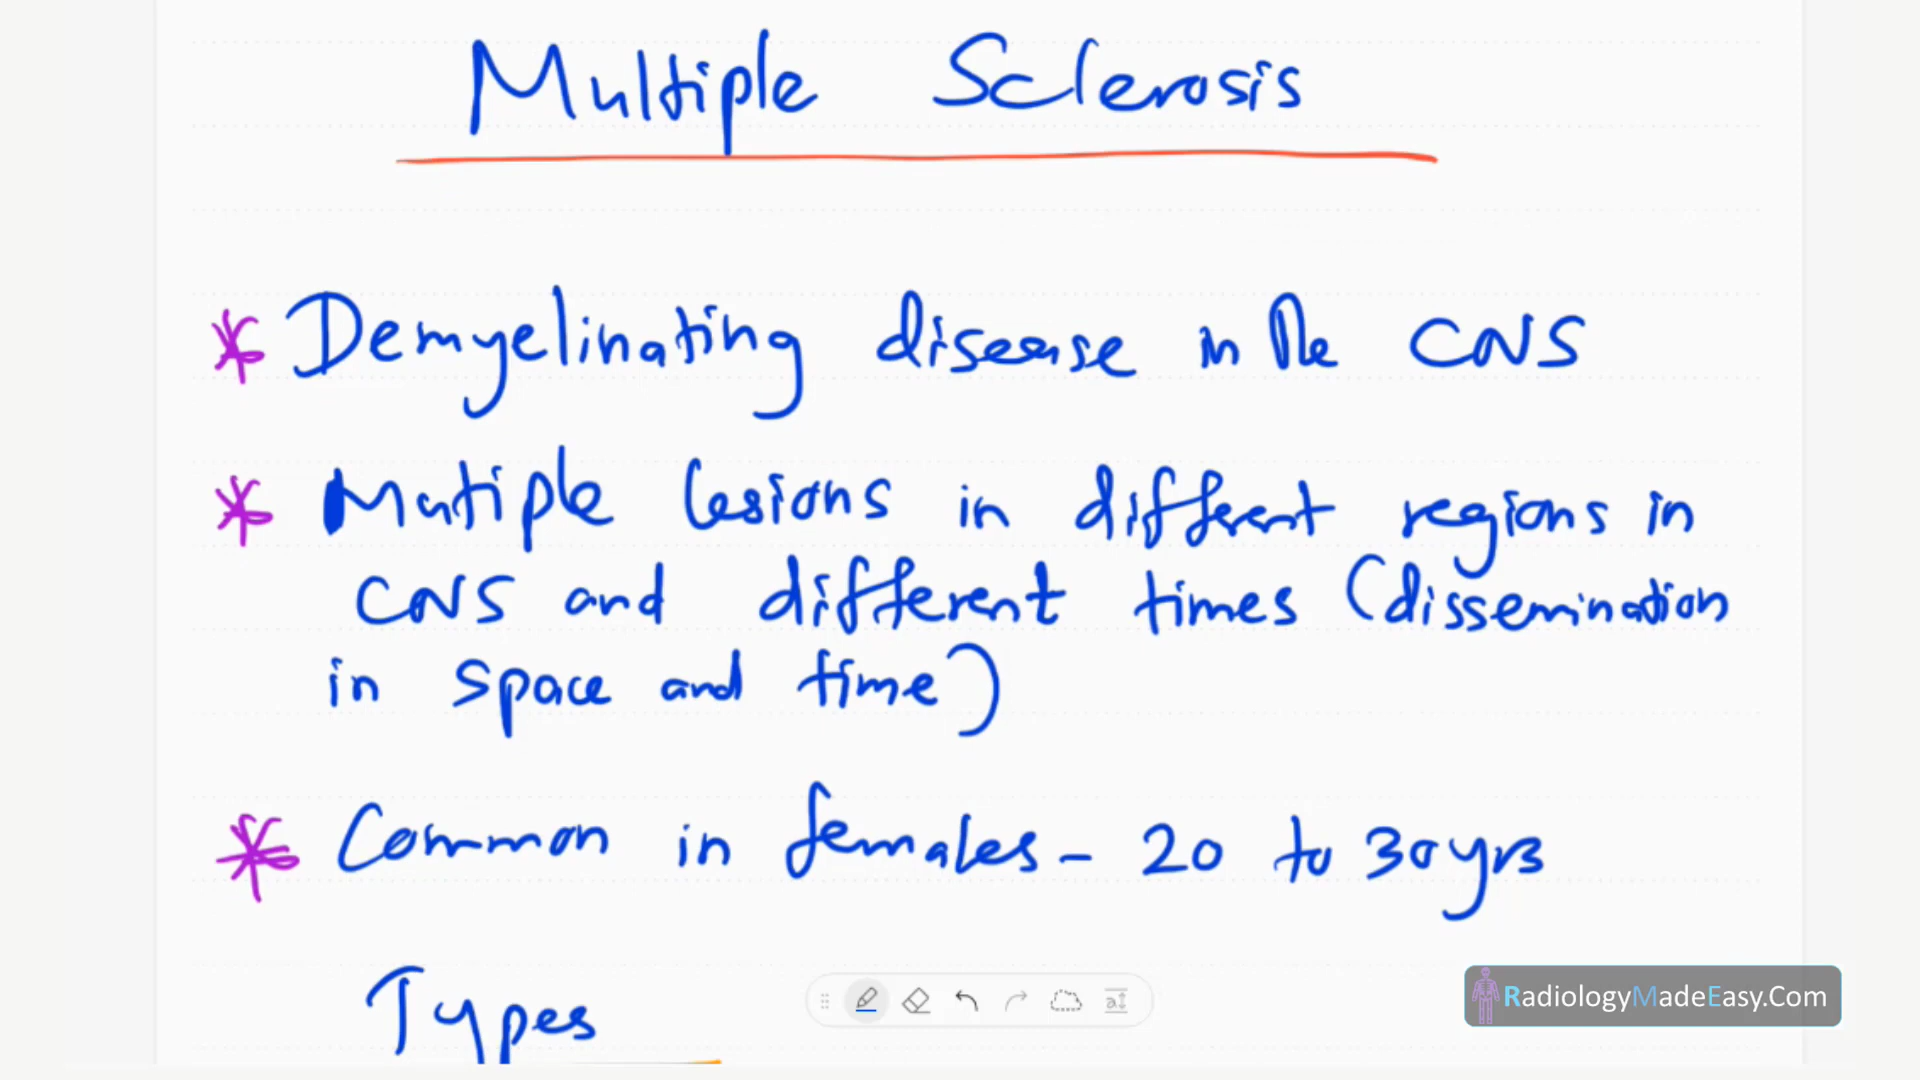 Multiple Sclerosis
* Demyelinating disease in the CNS
* Mutiple lesions in different regions in
CNS and different times (dissemination
in space and time)
* Common in females - 20 to 30yrs
Types
RadiologyMadeEasy.Com